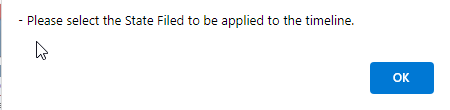 - Please select the State Filed to be applied to the timeline.
OK